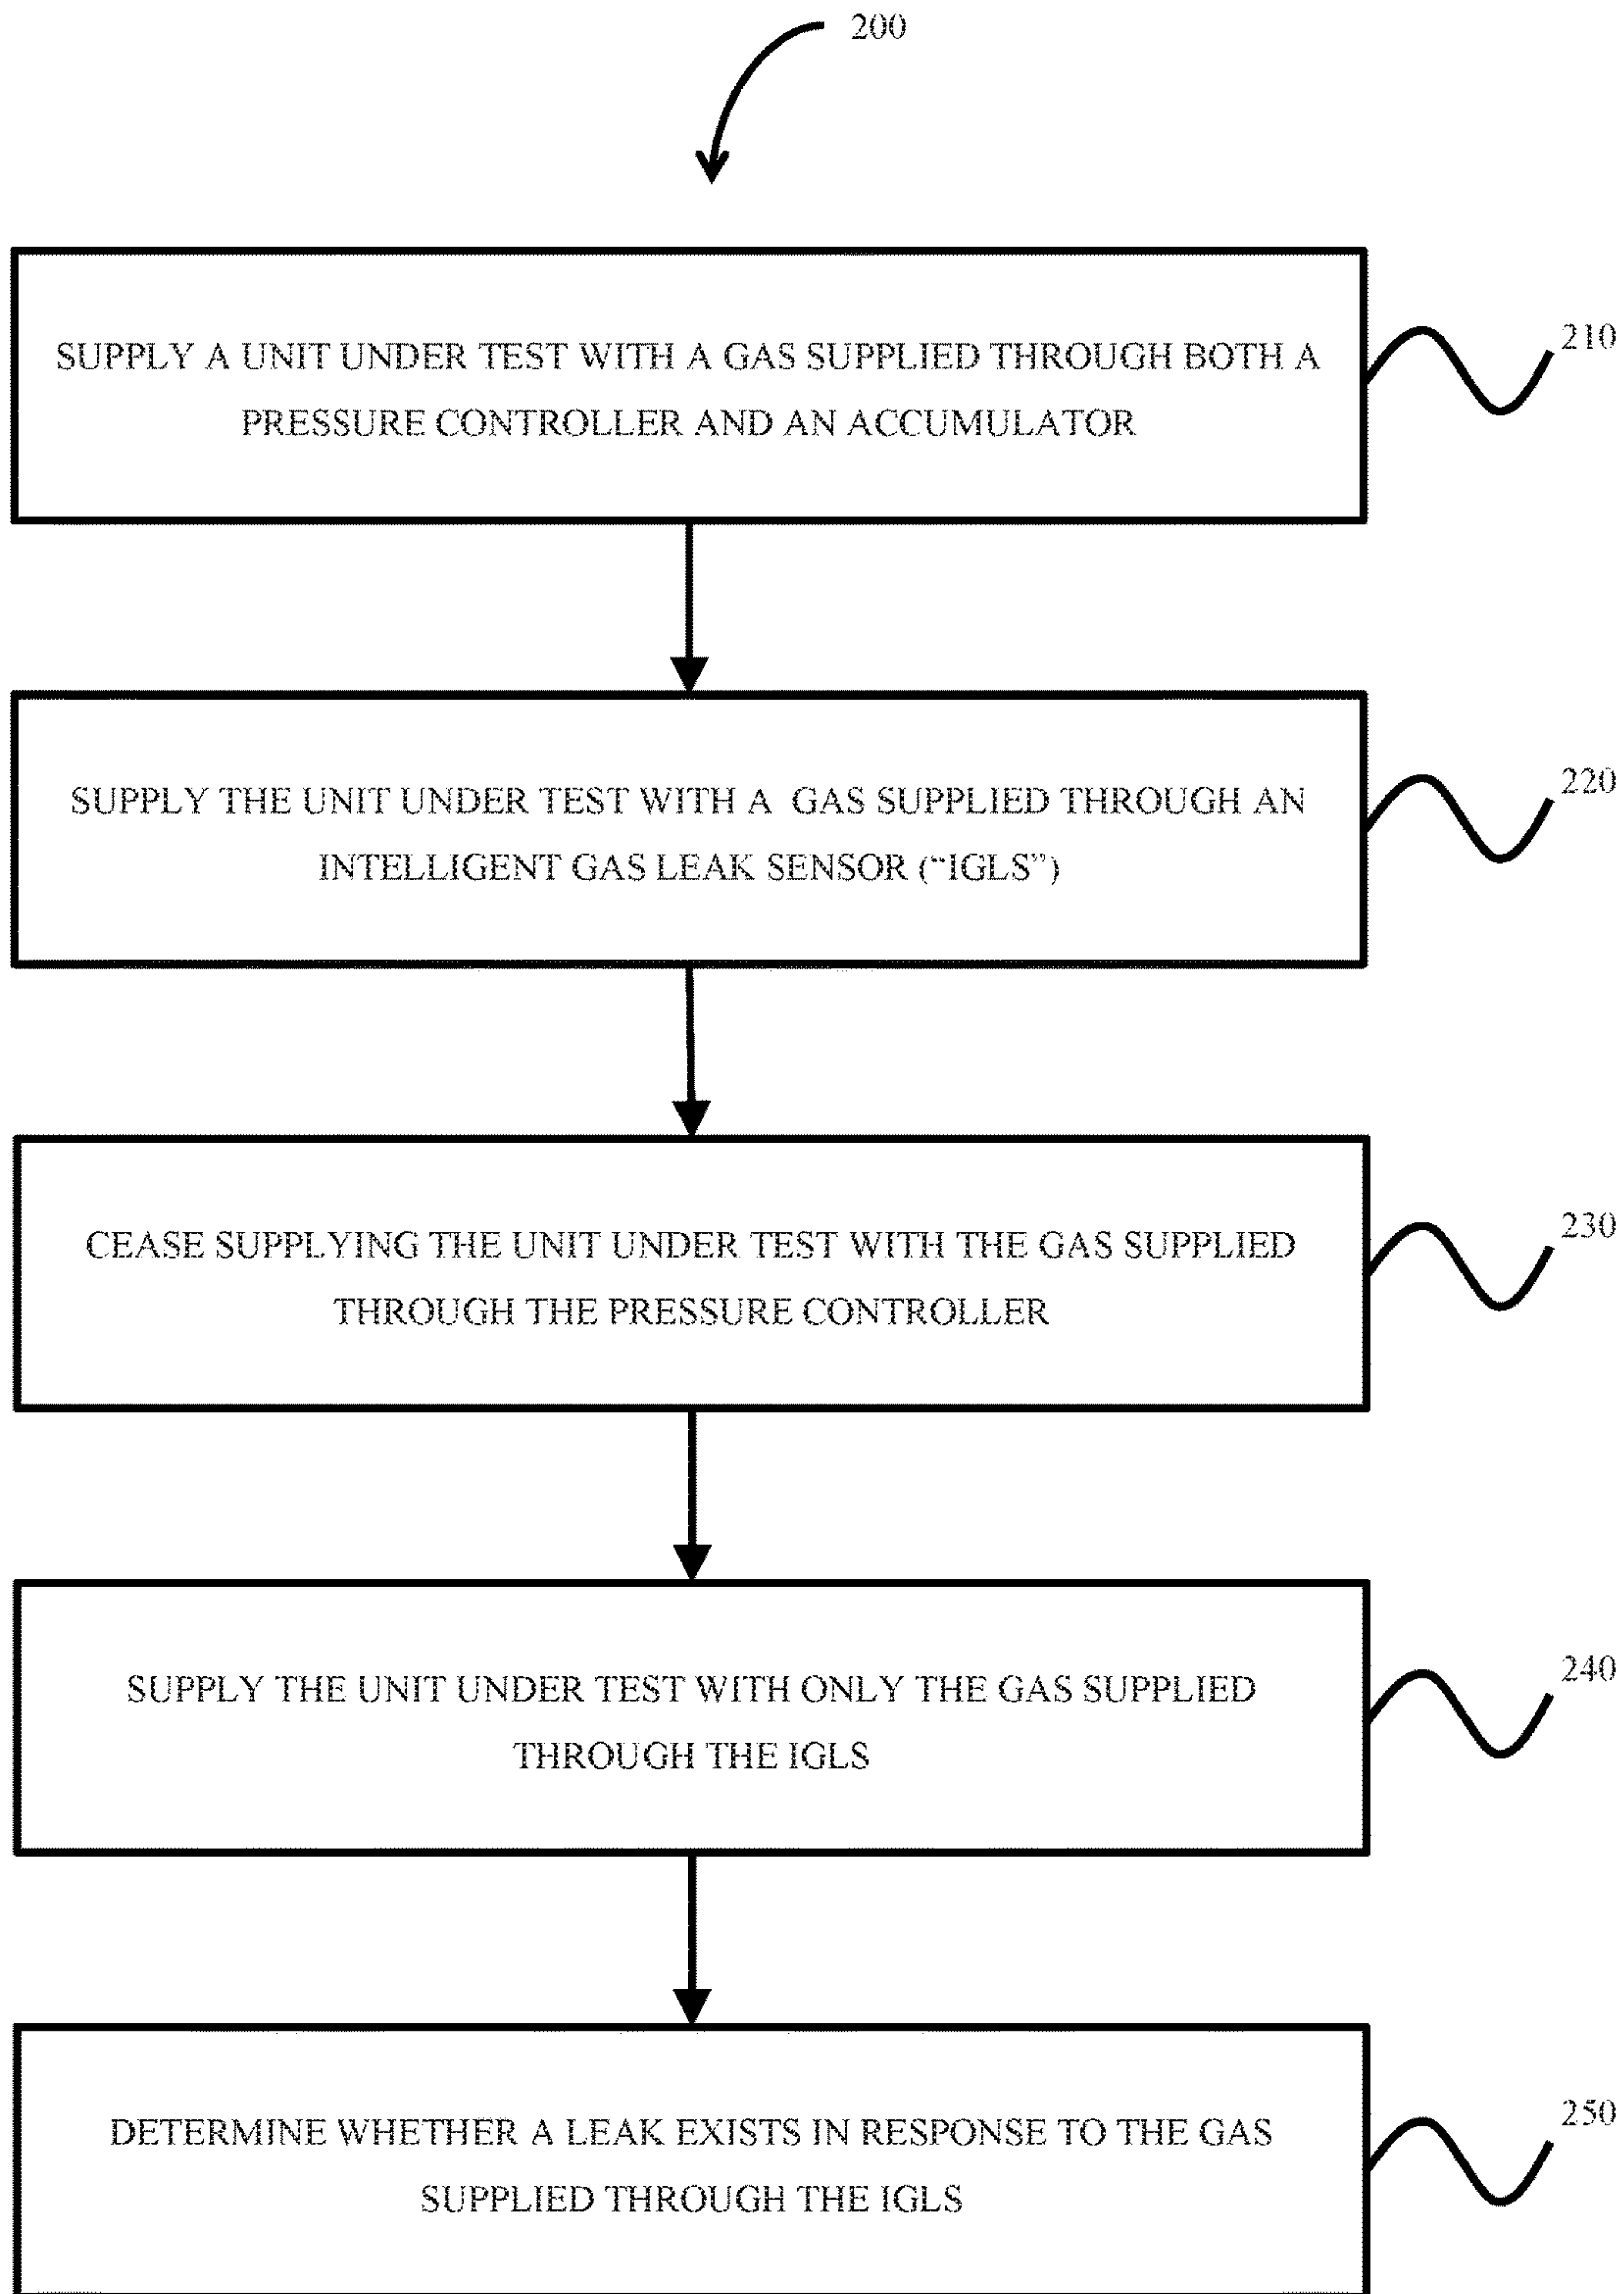 200
SUPPLY A UNIT UNDER TEST WITH A GAS SUPPLIED THROUGH BOTH A
PRESSURE CONTROLLER AND AN ACCUMULATOR
210
SUPPLY THE UNIT UNDER TEST WITH A GAS SUPPLIED THROUGH AN
INTELLIGENT GAS LEAK SENSOR (“IGLS”)
220
CEASE SUPPLYING THE UNIT UNDER TEST WITH THE GAS SUPPLIED
THROUGH THE PRESSURE CONTROLLER
230
SUPPLY THE UNIT UNDER TEST WITH ONLY THE GAS SUPPLIED
THROUGH THE IGLS
240
DETERMINE WHETHER A LEAK EXISTS IN RESPONSE TO THE GAS
SUPPLIED THROUGH THE IGLS
250